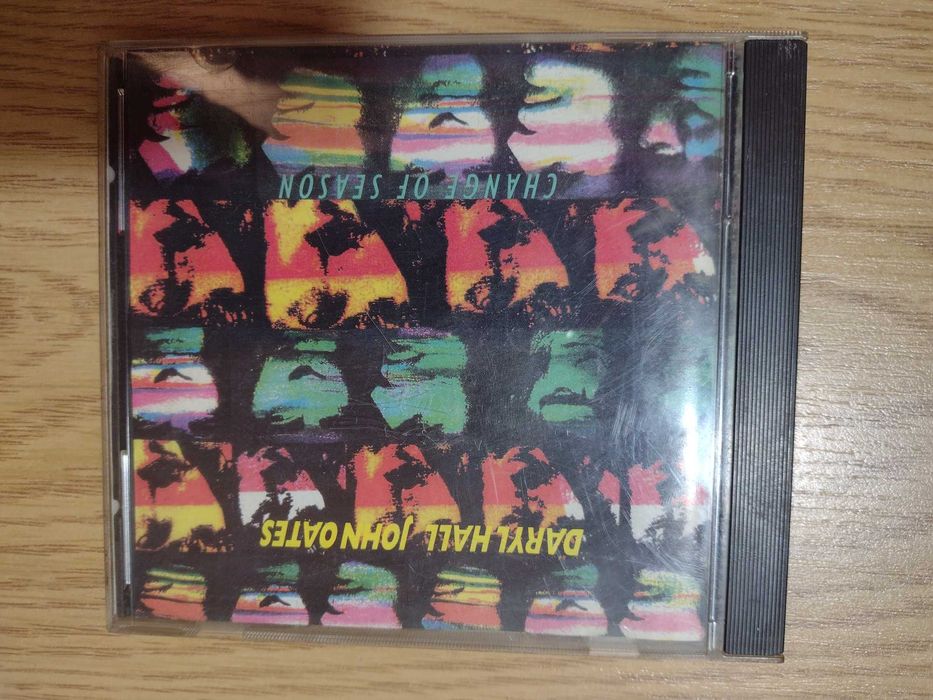 DARYL HALL JOHN OATES
CHANGE OF SEASON